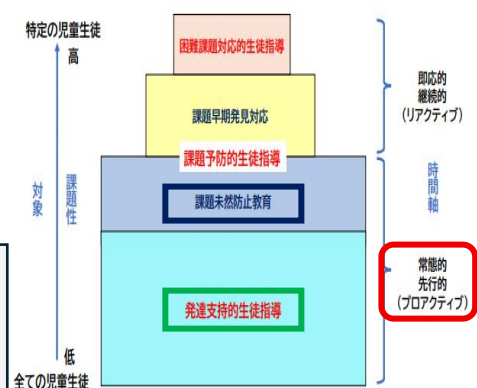 特定の児童生徒
高
困難課題対応的生徒指導
課題早期発見対応
課題予防的生徒指導
課題未然防止教育
発達支持的生徒指導
対象
課題性
低
全ての児童生徒
即応的
継続的
(リアクティブ)
時間軸
常態的
先行的
(プロアクティブ)